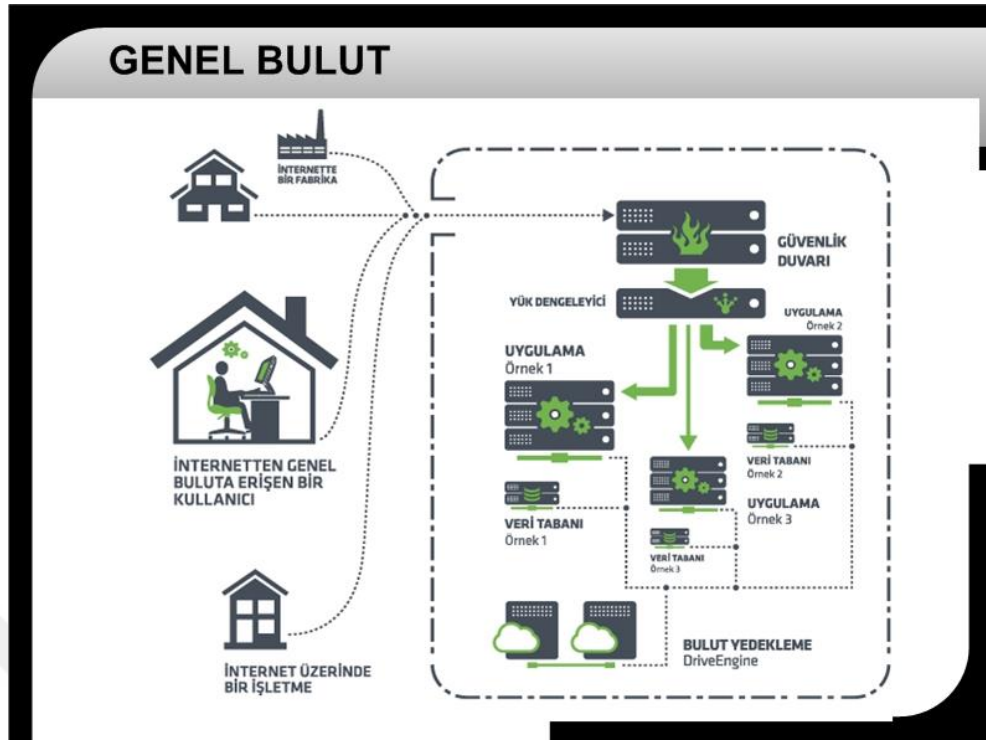 GENEL BULUT
İNTERNETTE
BİR FABRİKA
GÜVENLİK
DUVARI
YÜK DENGELEYİCİ
UYGULAMA
Örnek 2
UYGULAMA
Örnek 1
İNTERNETTEN GENEL
BULUTA ERİŞEN BİR
KULLANICI
VERİ TABANI
Örnek 2
VERİ TABANI
Örnek 1
UYGULAMA
Örnek 3
VERİ TABANI
Örnek 3
BULUT YEDEKLEME
DriveEngine
İNTERNET ÜZERİNDE
BİR İŞLETME